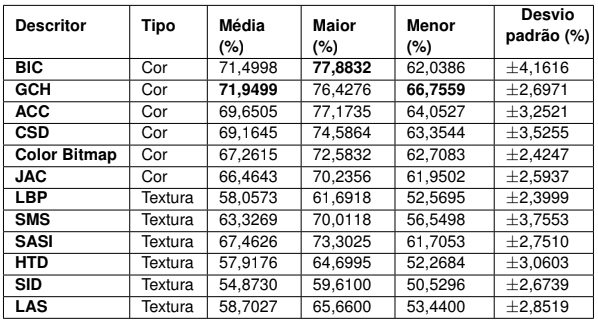 Descritor Tipo Média (%) Maior (%) Menor (%) Desvio padrão (%)
BIC Cor 71,4998 77,8832 62,0386 ±4,1616
GCH Cor 71,9499 76,4276 66,7559 ±2,6971
ACC Cor 69,6505 77,1735 64,0527 ±3,2521
CSD Cor 69,1645 74,5864 63,3544 ±3,5255
Color Bitmap Cor 67,2615 72,5832 62,7083 ±2,4247
JAC Cor 66,4643 70,2356 61,9502 ±2,5937
LBP Textura 58,0573 61,6918 52,5695 ±2,3999
SMS Textura 63,3269 70,0118 56,5498 ±3,7553
SASI Textura 67,4626 73,3025 61,7053 ±2,7510
HTD Textura 57,9176 64,6995 52,2684 ±3,0603
SID Textura 54,8730 59,6100 50,5296 ±2,6739
LAS Textura 58,7027 65,6600 53,4400 ±2,8519